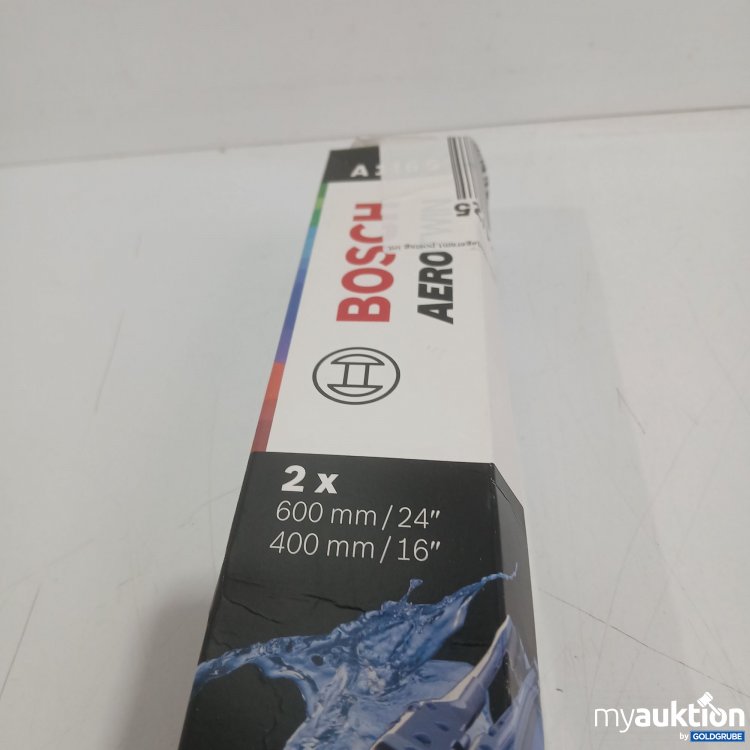 A
BOSCH
AERO
2 x
600 mm/24"
400 mm/16"
myauktion
by GOLDGRUBE